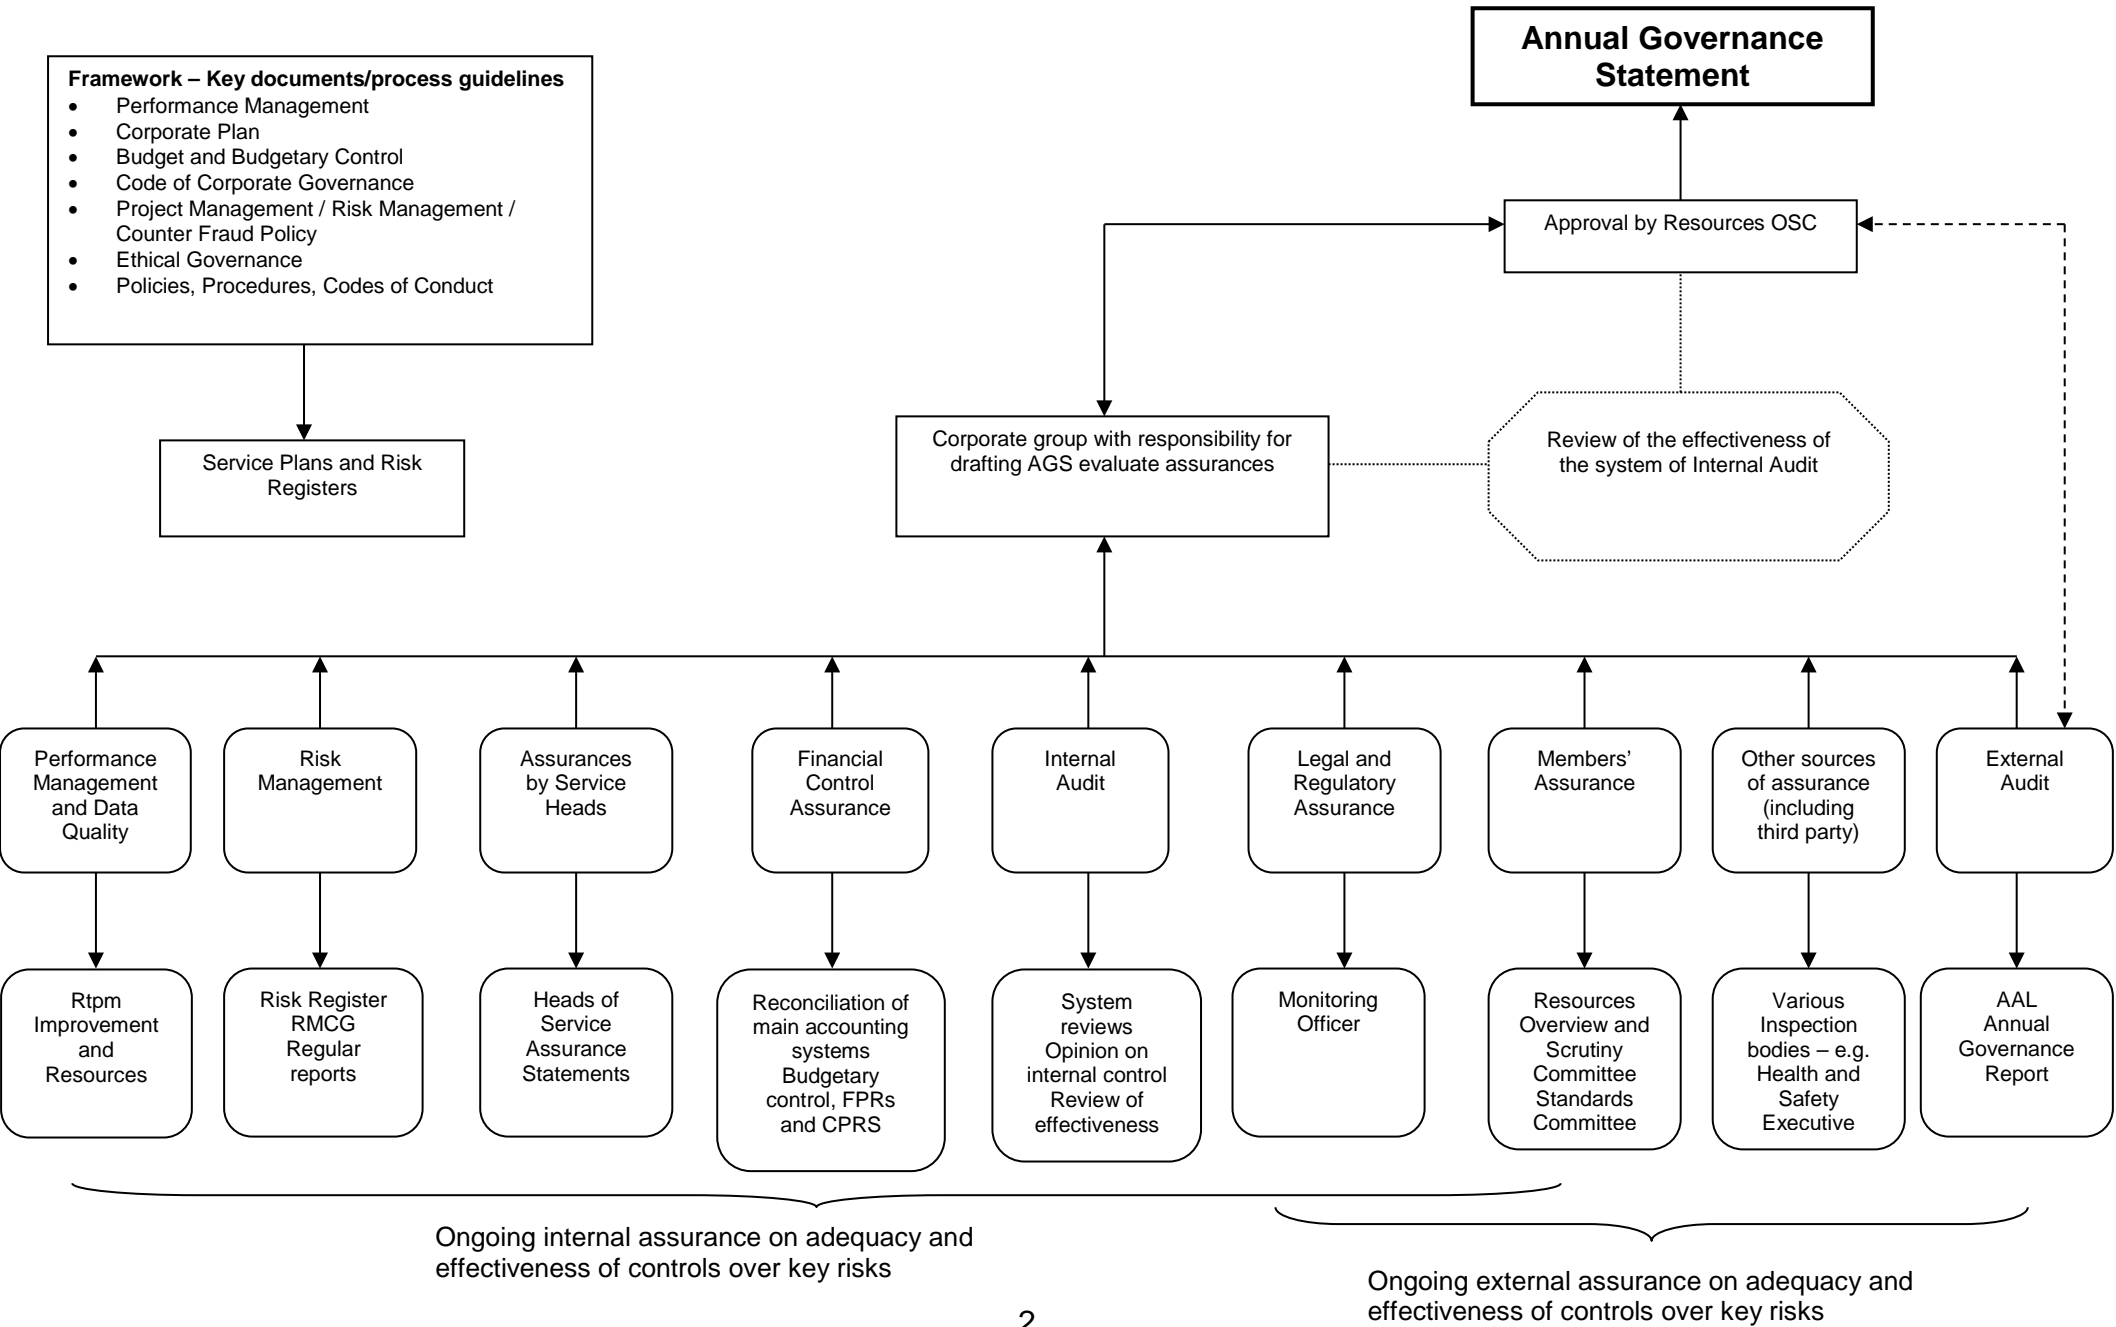 Annual Governance
Statement
Framework – Key documents/process guidelines
• Performance Management
• Corporate Plan
• Budget and Budgetary Control
• Code of Corporate Governance
• Project Management / Risk Management /
Counter Fraud Policy
• Ethical Governance
• Policies, Procedures, Codes of Conduct
Approval by Resources OSC
Service Plans and Risk
Registers
Corporate group with responsibility for
drafting AGS evaluate assurances
Review of the effectiveness of
the system of Internal Audit
Performance
Management
and Data
Quality
Risk
Management
Assurances
by Service
Heads
Financial
Control
Assurance
Internal
Audit
Legal and
Regulatory
Assurance
Members’
Assurance
Other sources
of assurance
(including
third party)
External
Audit
Rtpm
Improvement
and
Resources
Risk Register
RMCG
Regular
reports
Heads of
Service
Assurance
Statements
Reconciliation of
main accounting
systems
Budgetary
control, FPRs
and CPRS
System
reviews
Opinion on
internal control
Review of
effectiveness
Monitoring
Officer
Resources
Overview and
Scrutiny
Committee
Standards
Committee
Various
Inspection
bodies – e.g.
Health and
Safety
Executive
AAL
Annual
Governance
Report
Ongoing internal assurance on adequacy and
effectiveness of controls over key risks
Ongoing external assurance on adequacy and
effectiveness of controls over key risks
2